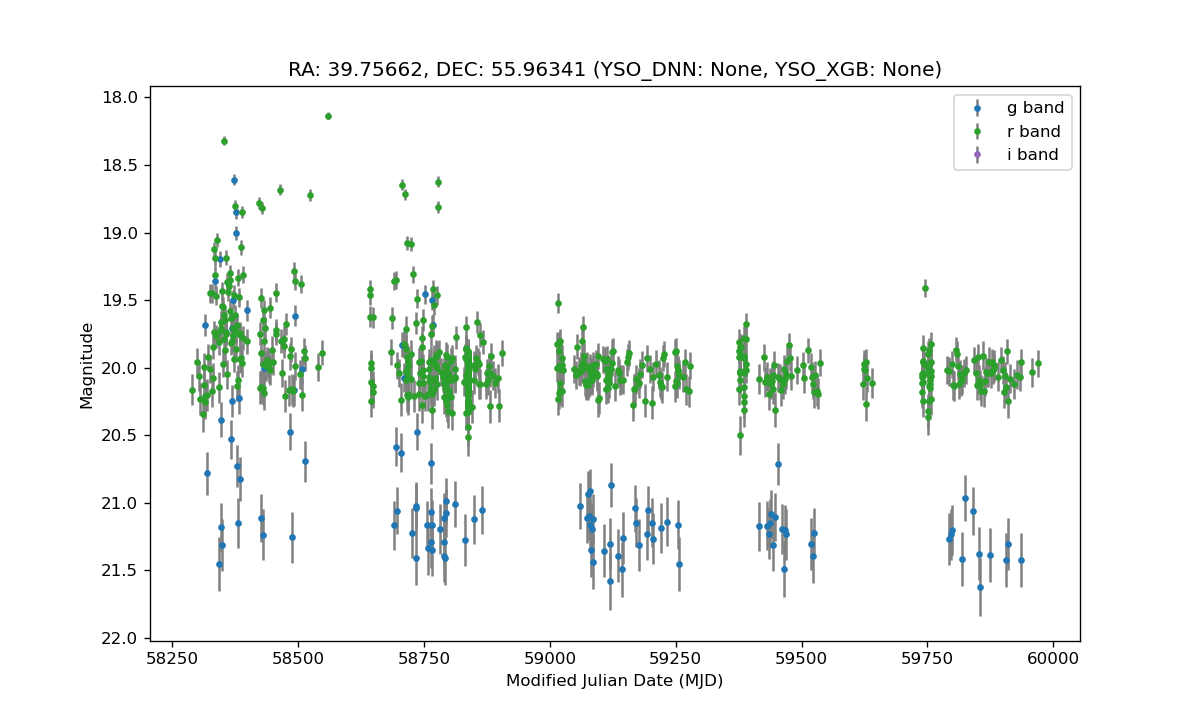 RA: 39.75662, DEC: 55.96341 (YSO_DNN: None, YSO_XGB: None)
g band
r band
i band
Magnitude
18.0
18.5
19.0
19.5
20.0
20.5
21.0
21.5
22.0
58250 58500 58750 59000 59250 59500 59750 60000
Modified Julian Date (MJD)